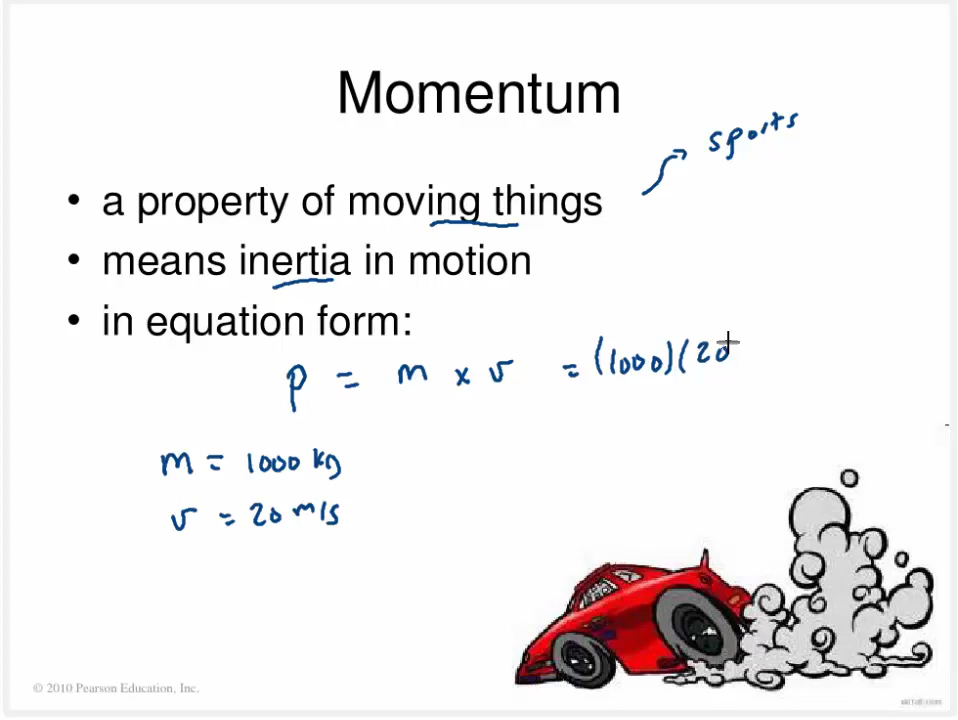 Momentum
sports
• a property of moving things
• means inertia in motion
• in equation form:
p = m x v = (1000)(20
m = 1000 kg
v = 20 m/s
© 2010 Pearson Education, Inc.